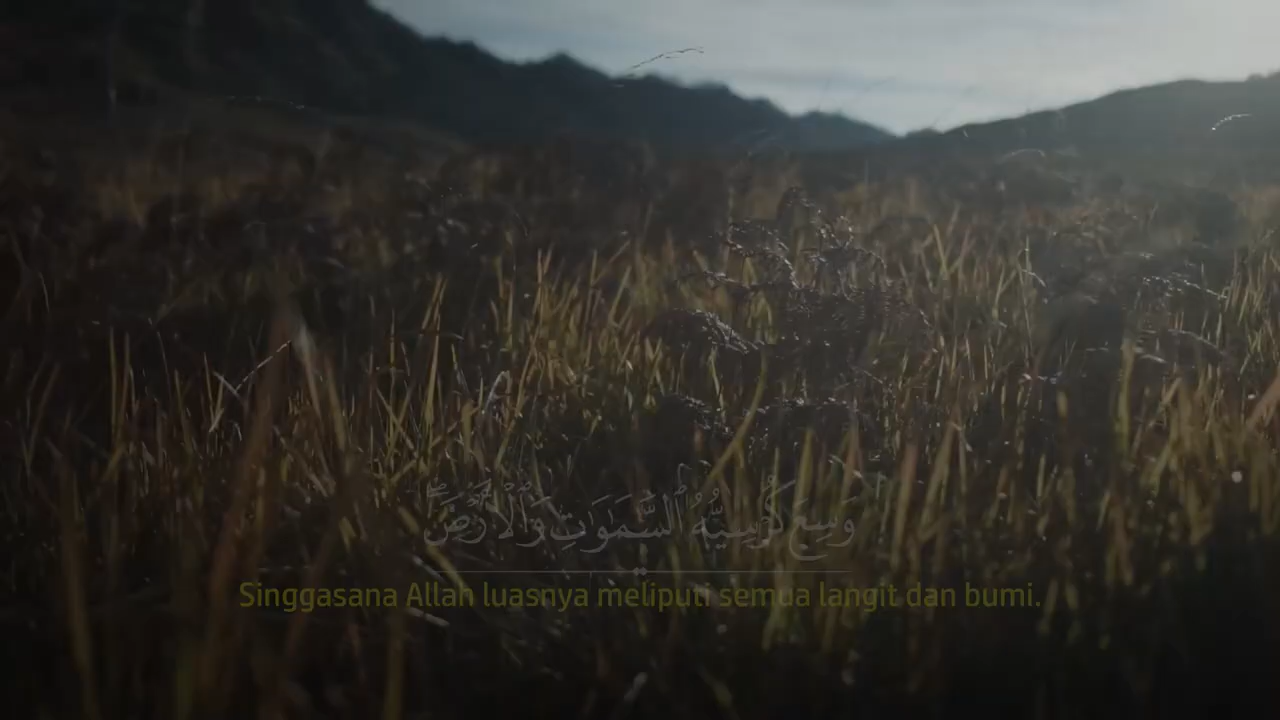 وَسِعَ كُرْسِيُّهُ ٱلسَّمَٰوَٰتِ وَٱلْأَرْضَ ۖ
Singgasana Allah luasnya meliputi semua langit dan bumi.